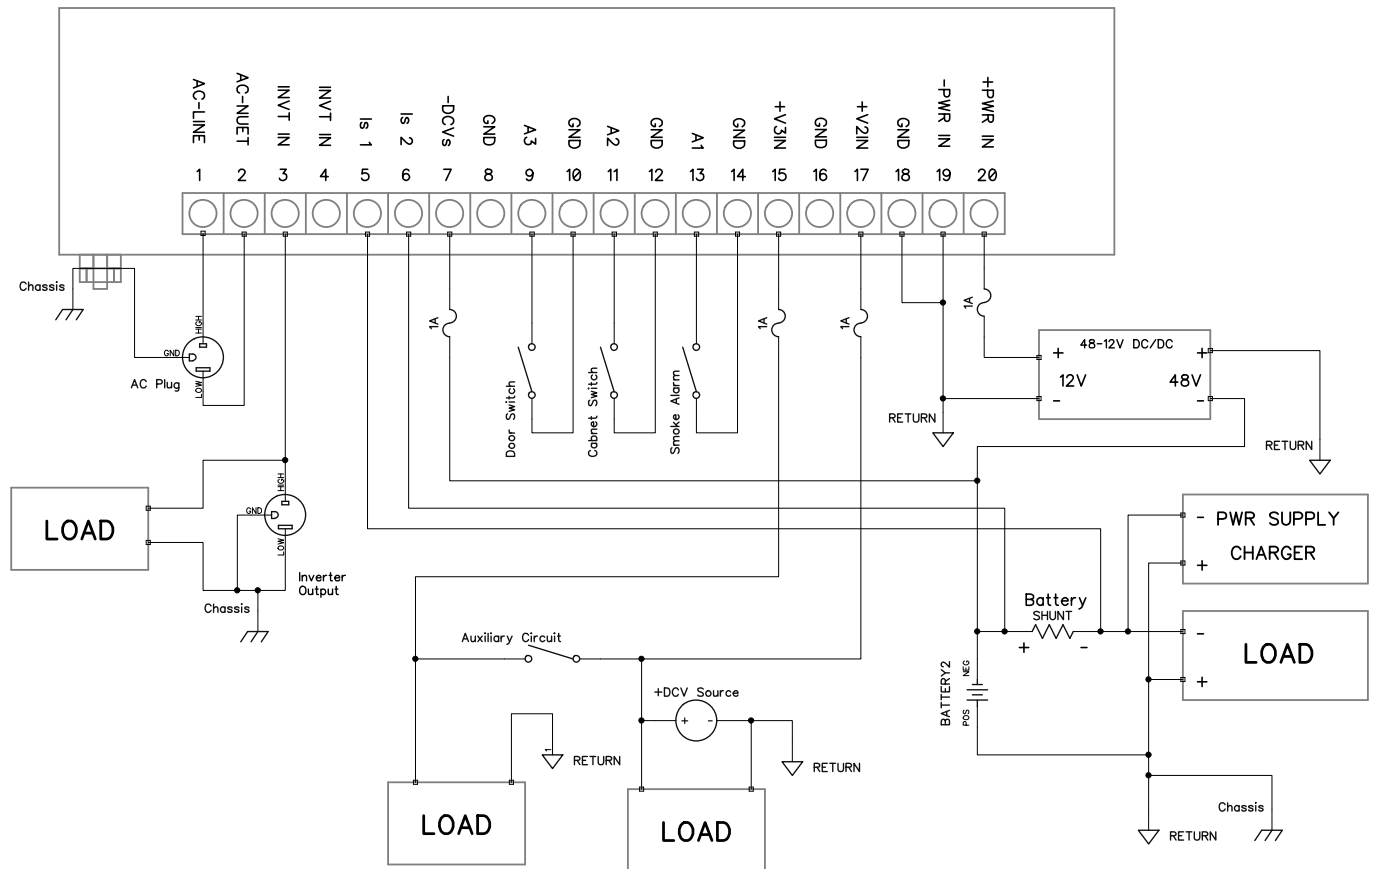 AC-LINE
AC-NUET
INVT IN
INVT IN
Is 1
Is 2
-DCVs
GND
A3
GND
A2
GND
A1
GND
+V3IN
GND
+V2IN
GND
-PWR IN
+PWR IN
1 2 3 4 5 6 7 8 9 10 11 12 13 14 15 16 17 18 19 20
Chassis
HIGH
GND
LOW
AC Plug
1A
1A
1A
1A
Door Switch
Cabnet Switch
Smoke Alarm
48-12V DC/DC
+ +
12V 48V
- -
RETURN
RETURN
LOAD
HIGH
GND
LOW
Inverter
Output
Chassis
- PWR SUPPLY
CHARGER
+
Battery
SHUNT
+ -
-
LOAD
+
Auxiliary Circuit
BATTERY2
NEG
POS
+DCV Source
+ -
1
RETURN
RETURN
LOAD
LOAD
Chassis
RETURN